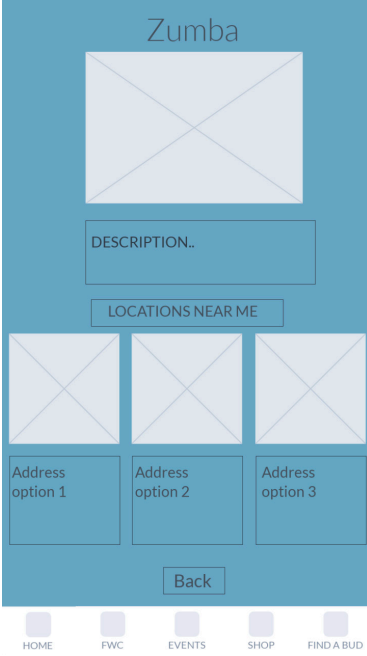 Zumba
DESCRIPTION..
LOCATIONS NEAR ME
Address
option 1
Address
option 2
Address
option 3
Back
HOME
FWC
EVENTS
SHOP
FIND A BUD